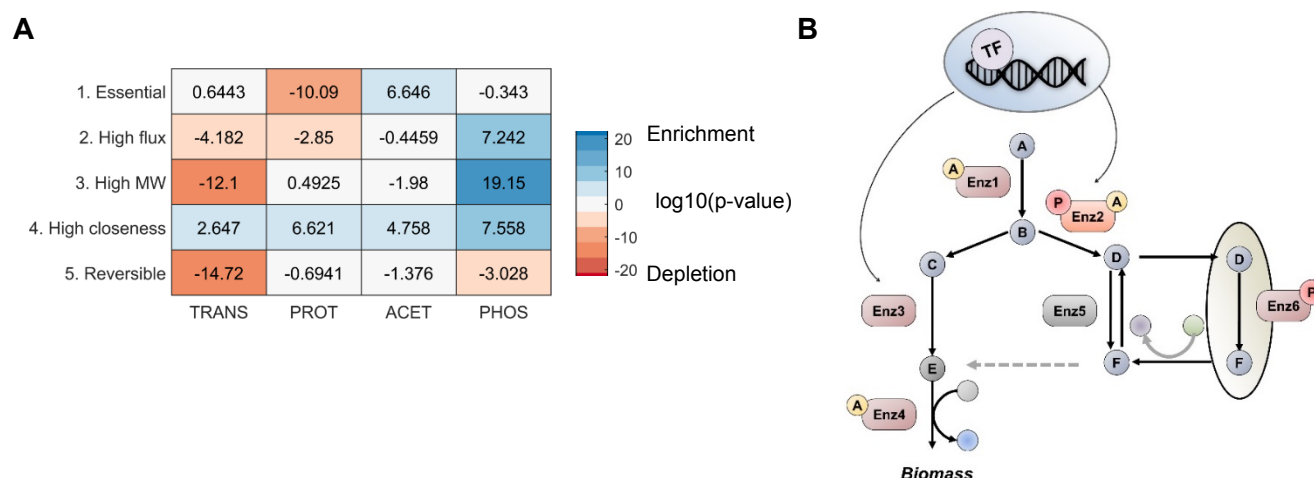 A
1. Essential 0.6443 -10.09 6.646 -0.343
2. High flux -4.182 -2.85 -0.4459 7.242
3. High MW -12.1 0.4925 -1.98 19.15
4. High closeness 2.647 6.621 4.758 7.558
5. Reversible -14.72 -0.6941 -1.376 -3.028
TRANS PROT ACET PHOS
20 Enrichment
10
0 log10(p-value)
-10
-20 Depletion
B
TF
A
A Enz1
P A
Enz2
B
C
D
D
Enz3
Enz5
P
Enz6
E
F
F
A Enz4
Biomass